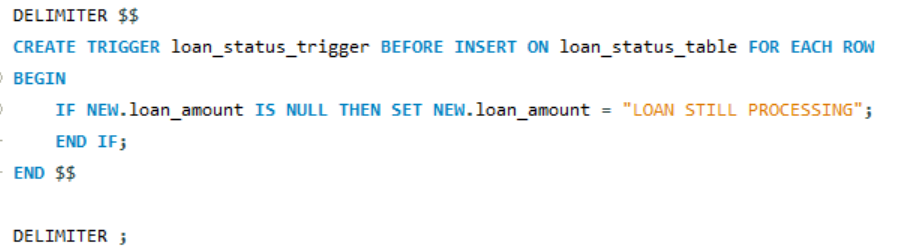 DELIMITER $$
CREATE TRIGGER loan_status_trigger BEFORE INSERT ON loan_status_table FOR EACH ROW
BEGIN
IF NEW.loan_amount IS NULL THEN SET NEW.loan_amount = "LOAN STILL PROCESSING";
END IF;
END $$
DELIMITER ;